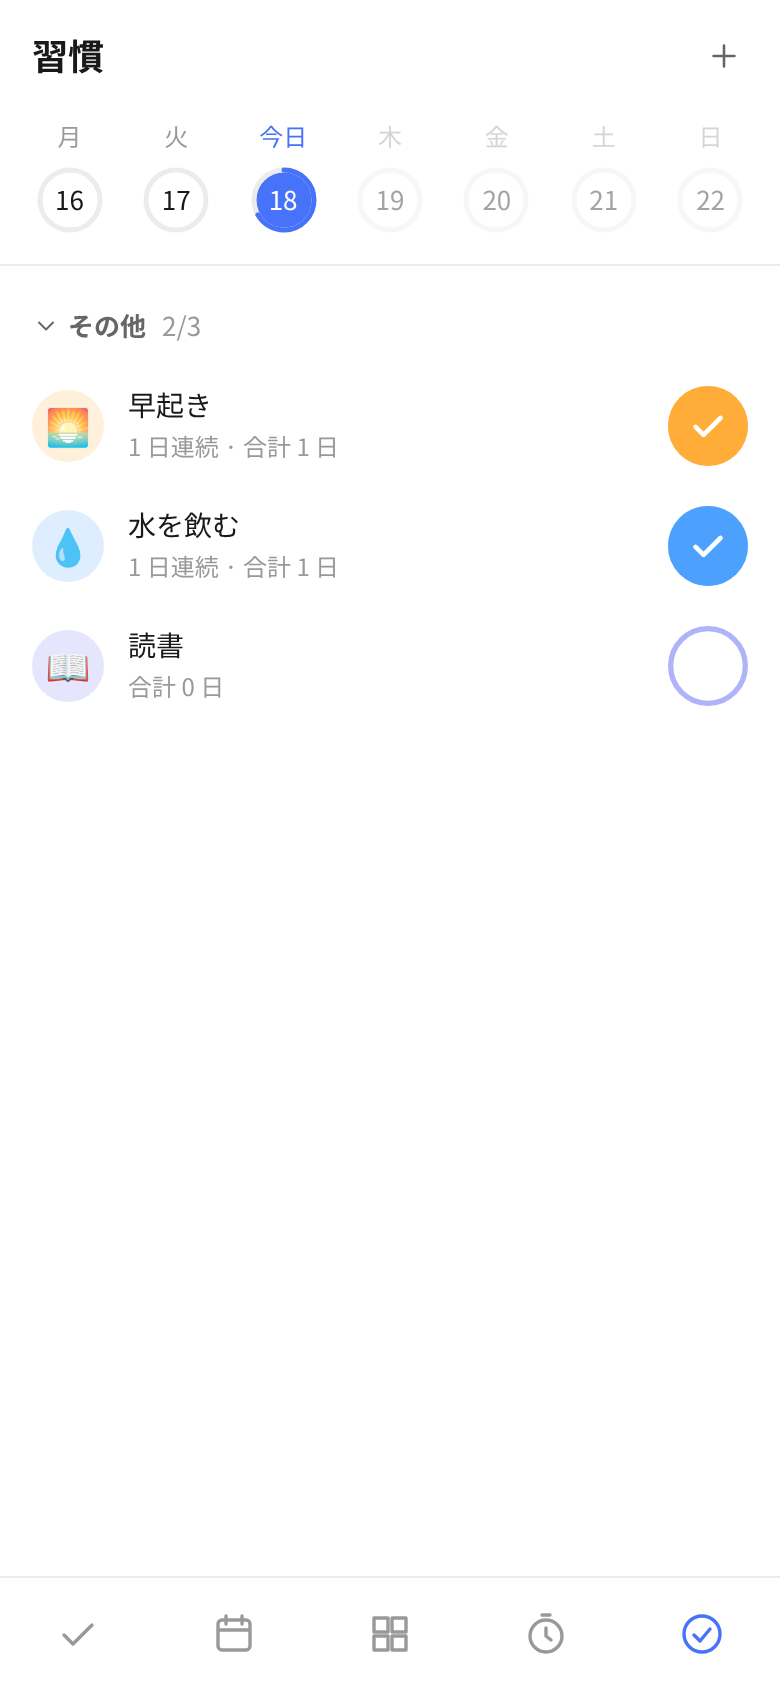 習慣
月 火 今日 木 金 土 日
16 17 18 19 20 21 22
その他 2/3
早起き
1 日連続 · 合計 1 日
水を飲む
1 日連続 · 合計 1 日
読書
合計 0 日